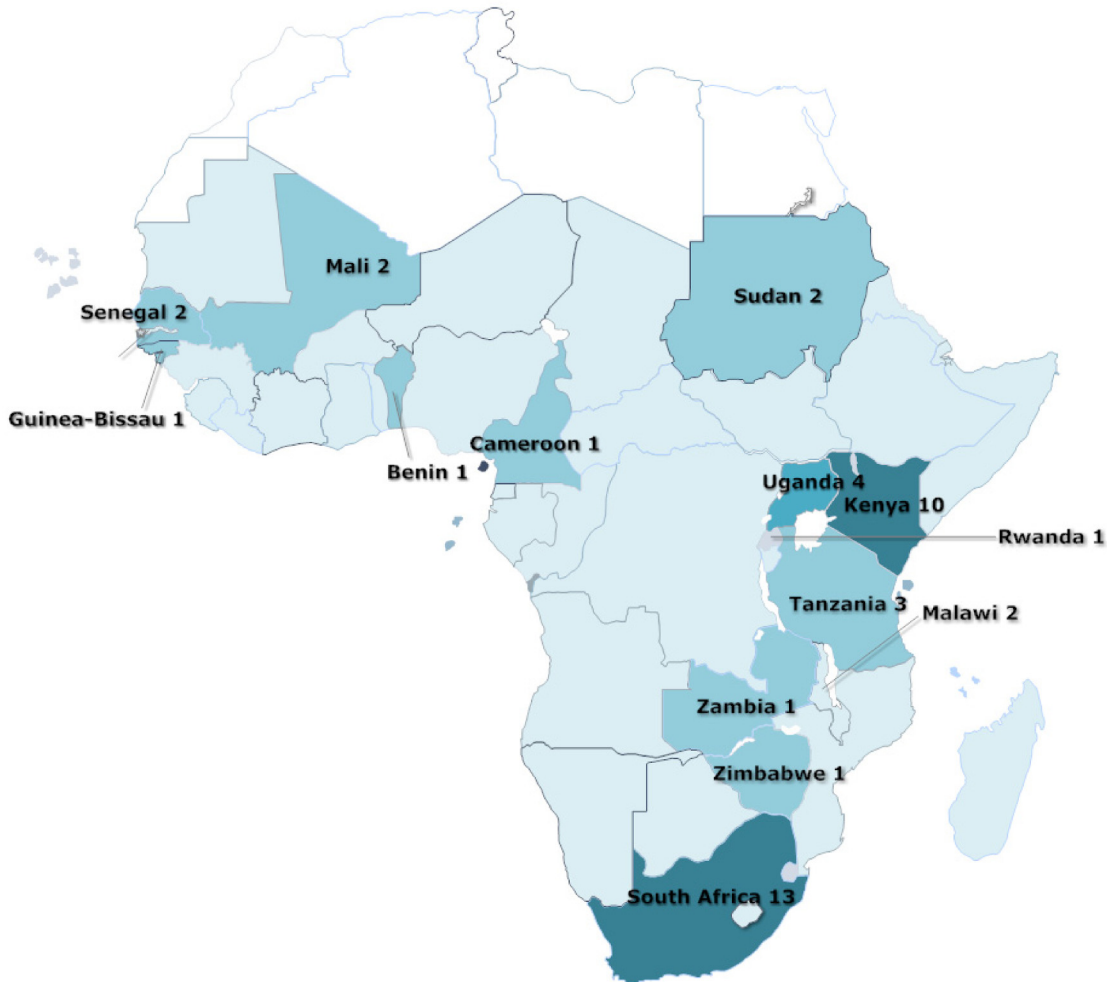 Mali 2
Sudan 2
Senegal 2
Guinea-Bissau 1
Cameroon 1
Benin 1
Uganda 4
Kenya 10
Rwanda 1
Tanzania 3
Malawi 2
Zambia 1
Zimbabwe 1
South Africa 13